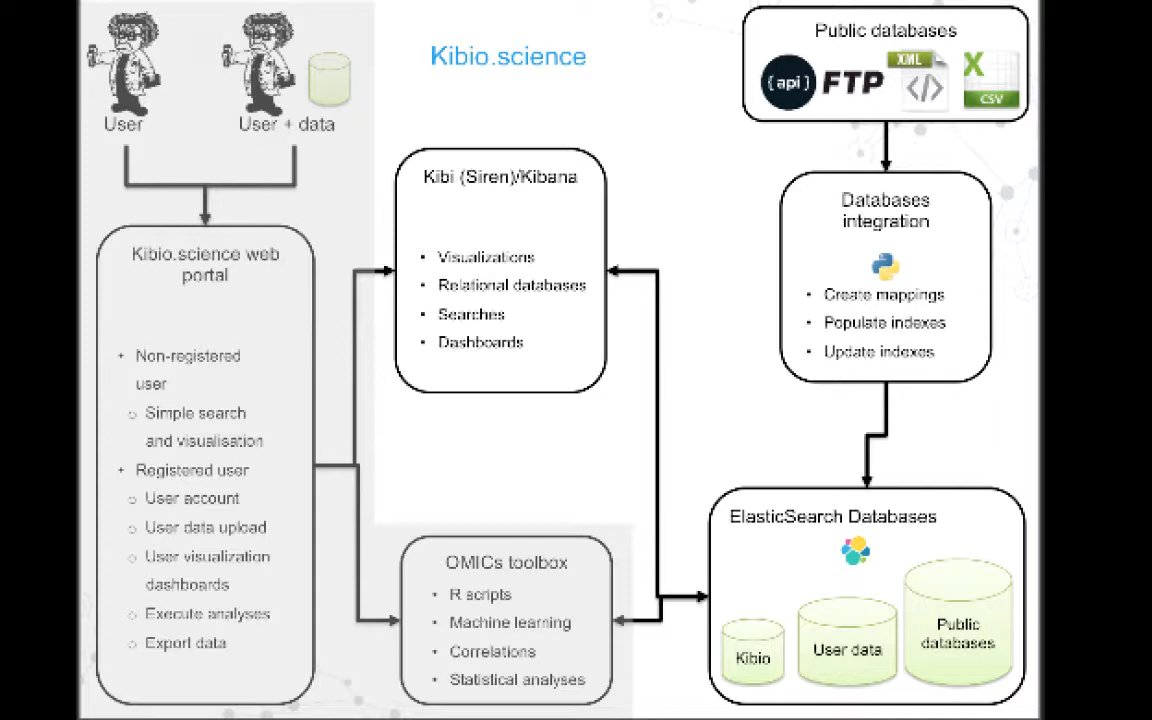 Kibio.science
User
User + data
Kibio.science web
portal
• Non-registered
user
o Simple search
and visualisation
• Registered user
o User account
o User data upload
o User visualization
dashboards
o Execute analyses
o Export data
Kibi (Siren)/Kibana
• Visualizations
• Relational databases
• Searches
• Dashboards
OMICs toolbox
• R scripts
• Machine learning
• Correlations
• Statistical analyses
Public databases
{api} FTP XML </> X CSV
Databases
integration
• Create mappings
• Populate indexes
• Update indexes
ElasticSearch Databases
Kibio
User data
Public
databases